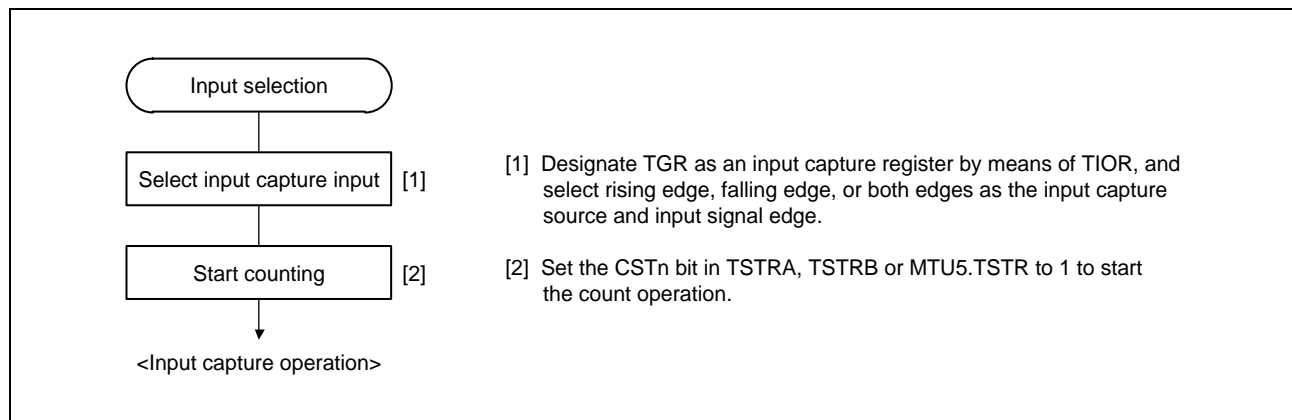 Input selection
Select input capture input [1]
Start counting [2]
<Input capture operation>
[1] Designate TGR as an input capture register by means of TIOR, and
select rising edge, falling edge, or both edges as the input capture
source and input signal edge.
[2] Set the CSTn bit in TSTRA, TSTRB or MTU5.TSTR to 1 to start
the count operation.